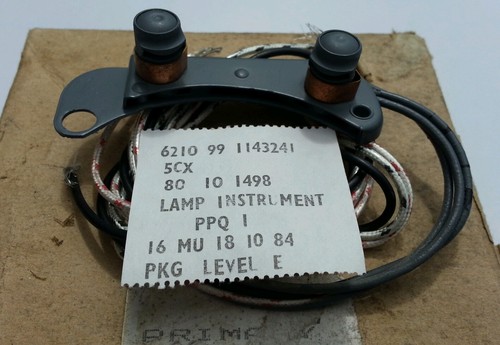 6210 99 1143241
5CX
80 10 1498
LAMP INSTRUMENT
PPQ 1
16 MU 18 10 84
PKG LEVEL E